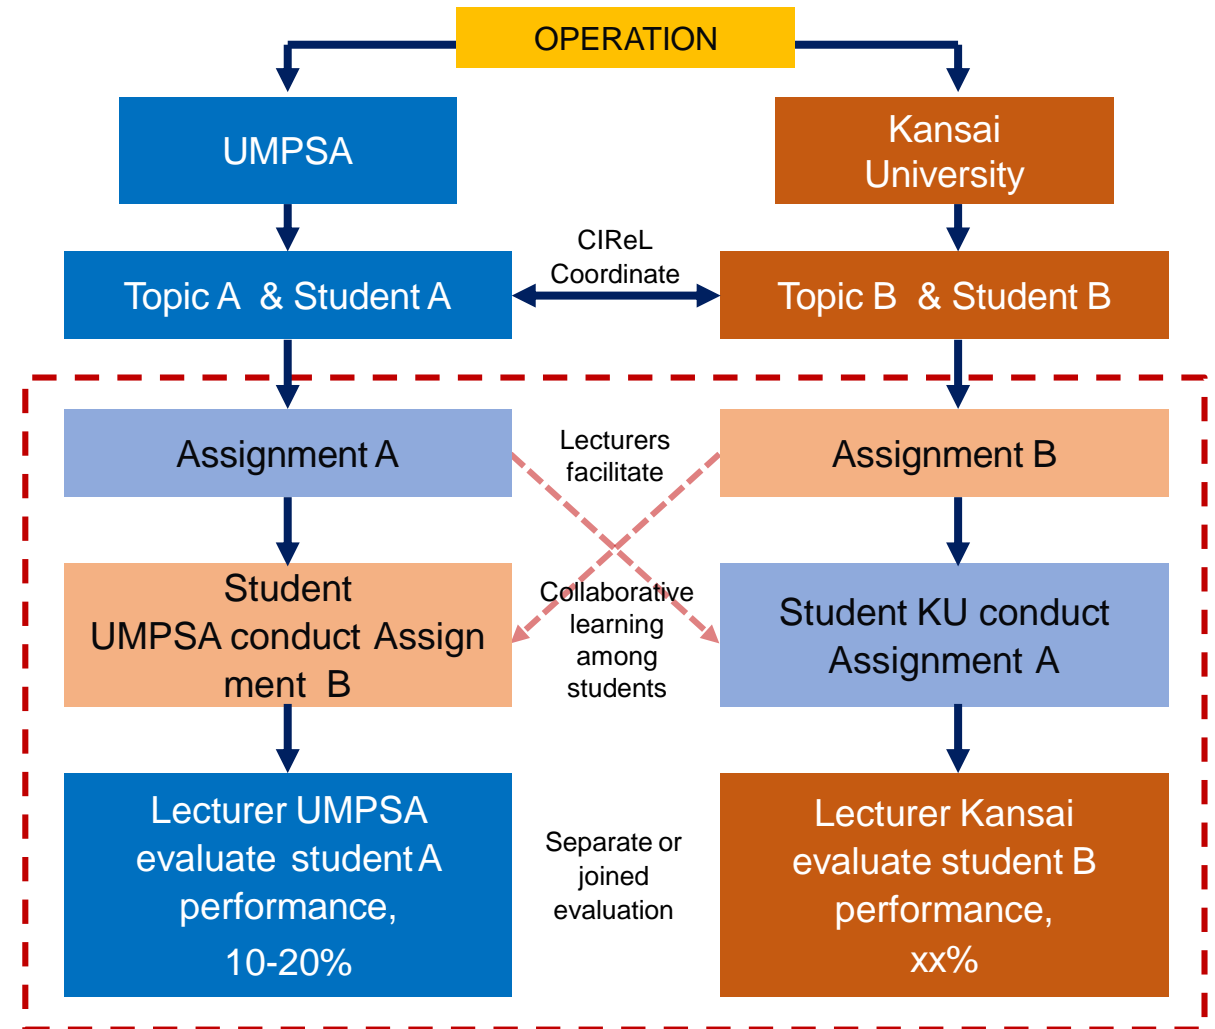 OPERATION
UMPSA
Kansai
University
CIReL
Coordinate
Topic A & Student A
Topic B & Student B
Assignment A
Lecturers
facilitate
Assignment B
Student
UMPSA conduct Assign
ment B
Collaborative
learning
among
students
Student KU conduct
Assignment A
Lecturer UMPSA
evaluate student A
performance,
10-20%
Separate or
joined
evaluation
Lecturer Kansai
evaluate student B
performance,
xx%